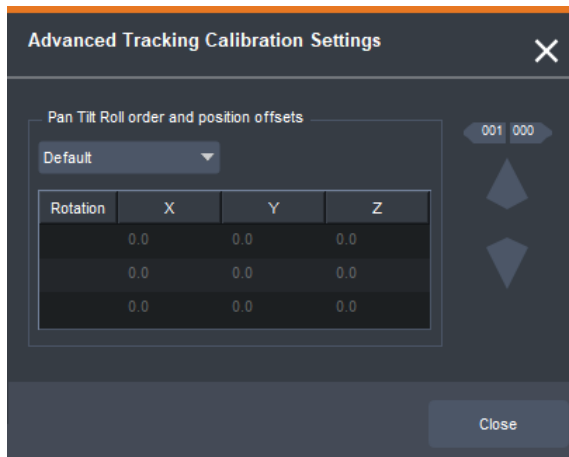 Advanced Tracking Calibration Settings
Pan Tilt Roll order and position offsets
001 000
Default
Rotation X Y Z
0.0 0.0 0.0
0.0 0.0 0.0
0.0 0.0 0.0
Close